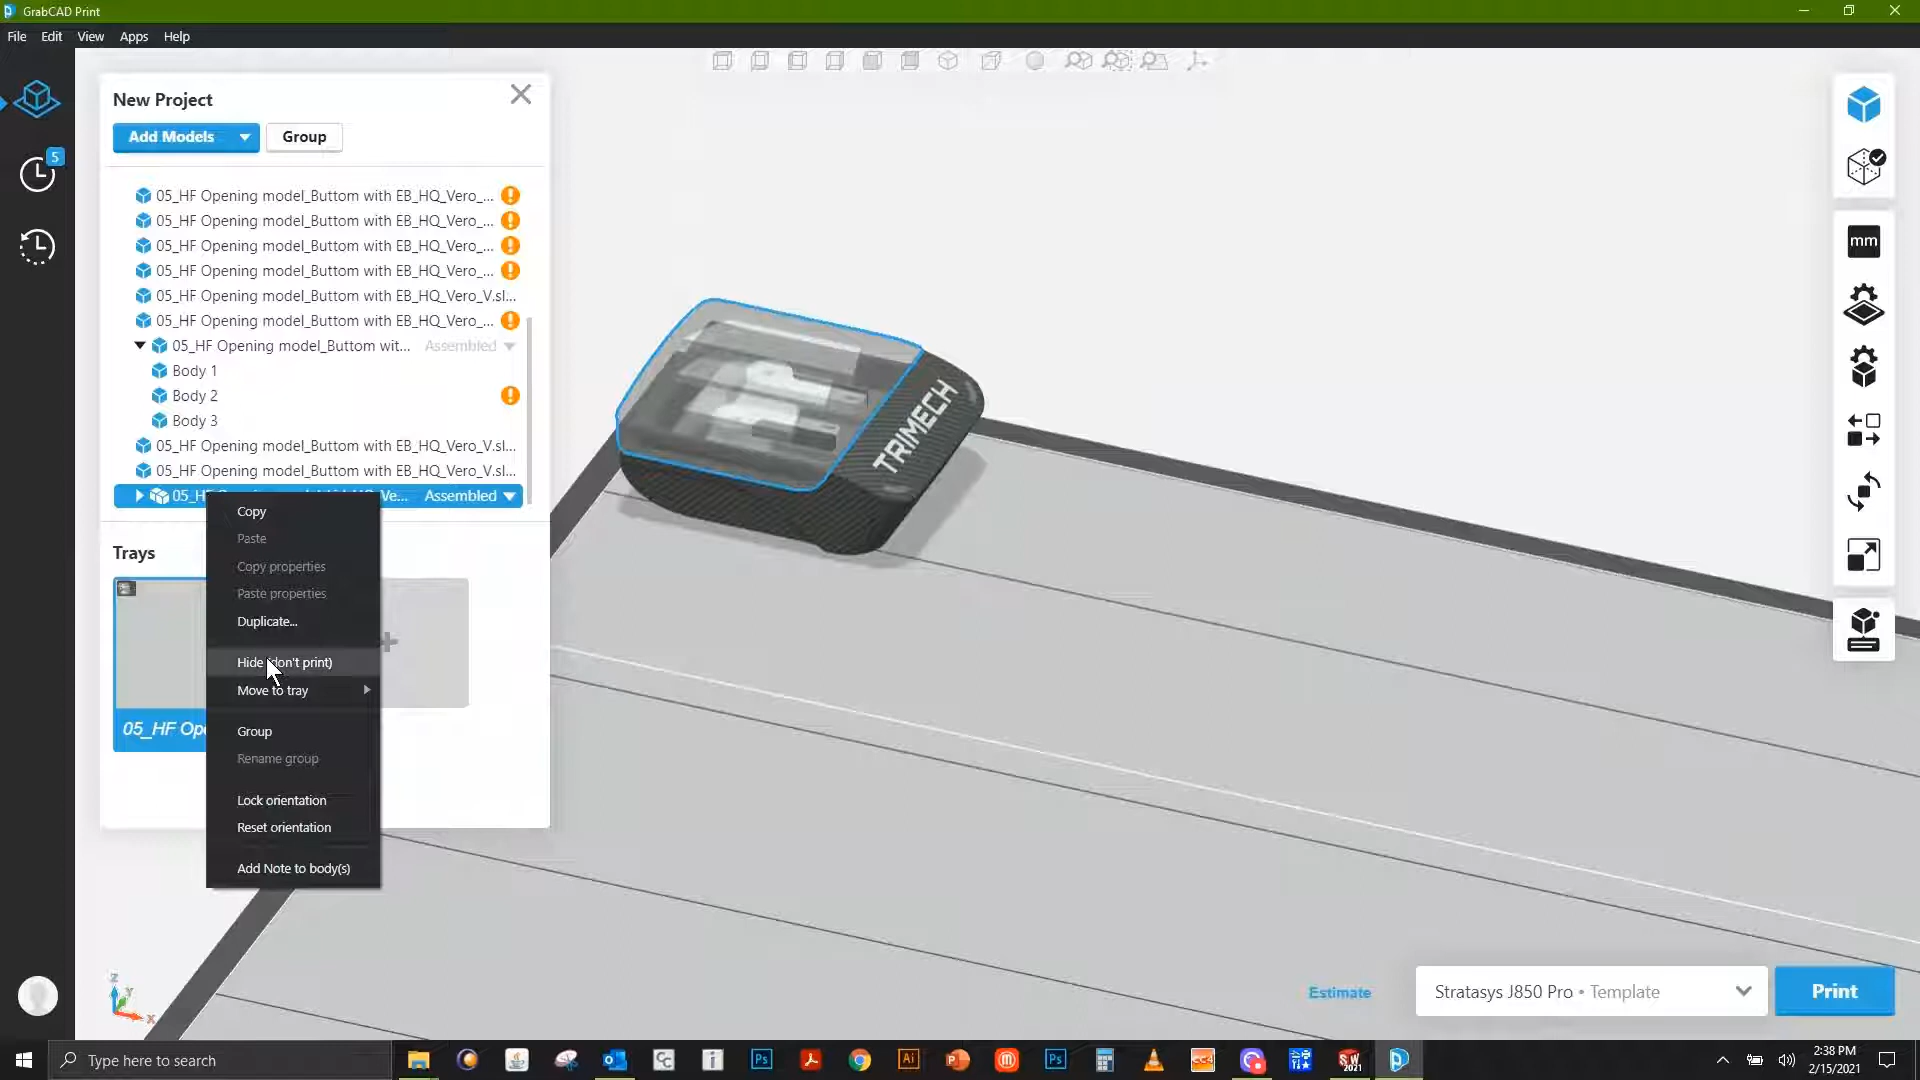 GrabCAD Print
File Edit View Apps Help
New Project
Add Models Group
05_HF Opening model_Buttom with EB_HQ_Vero_...
05_HF Opening model_Buttom with EB_HQ_Vero_...
05_HF Opening model_Buttom with EB_HQ_Vero_...
05_HF Opening model_Buttom with EB_HQ_Vero_...
05_HF Opening model_Buttom with EB_HQ_Vero_V.sl...
05_HF Opening model_Buttom with EB_HQ_Vero_...
05_HF Opening model_Buttom wit... Assembled
Body 1
Body 2
Body 3
05_HF Opening model_Buttom with EB_HQ_Vero_V.sl...
05_HF Opening model_Buttom with EB_HQ_Vero_V.sl...
05_H Ve... Assembled
Copy
Paste
Copy properties
Paste properties
Duplicate...
Hide (don't print)
Move to tray
Group
Rename group
Lock orientation
Reset orientation
Add Note to body(s)
Trays
05_HF Ope
5
TRIMECH
mm
Z
Y
X
Estimate
Stratasys J850 Pro • Template
Print
Type here to search
2:38 PM
2/15/2021